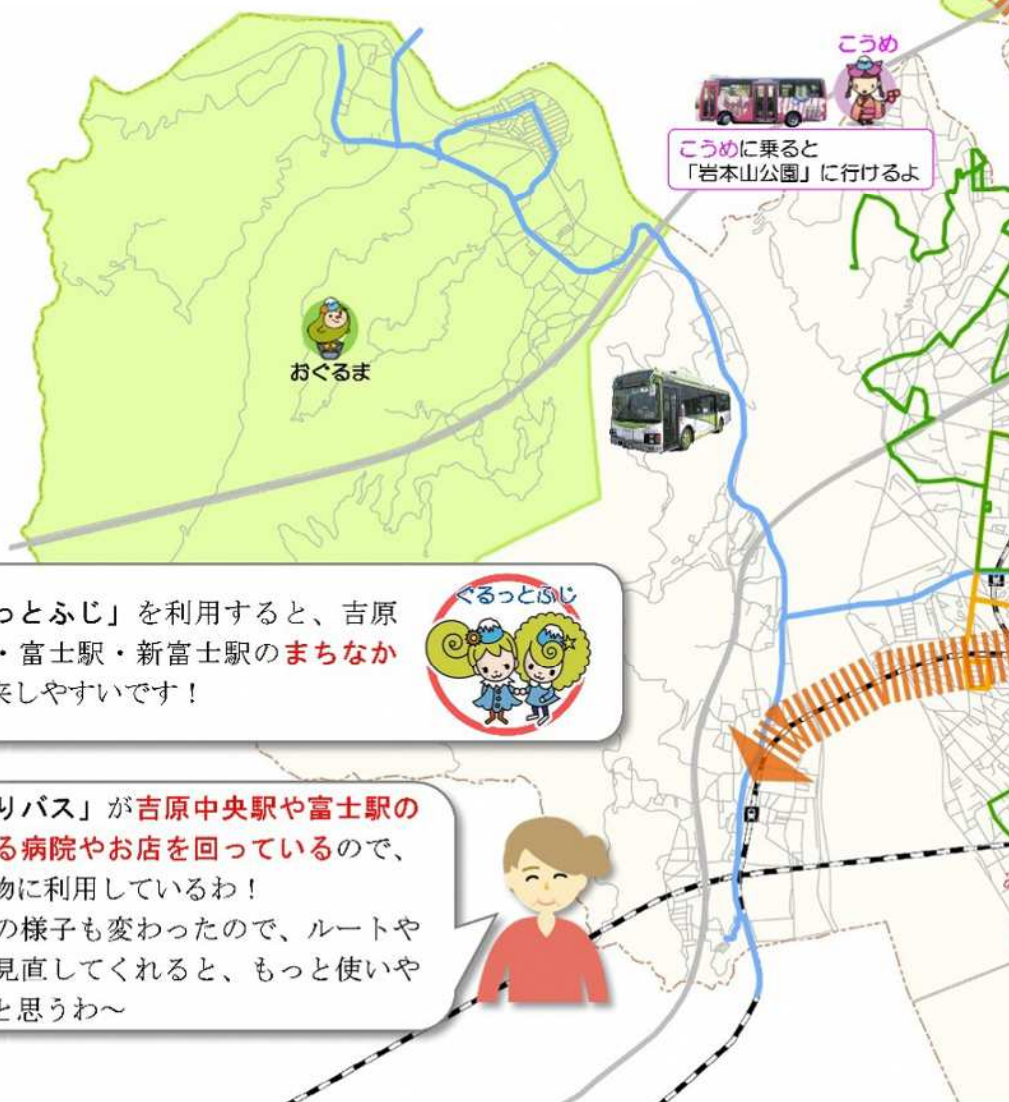 こうめ
こうめに乗ると
「岩本山公園」に行けるよ
おぐるま
っとふじ」を利用すると、吉原
・富士駅・新富士駅のまちなか
来しやすいです！
ぐるっとふじ
りバス」が吉原中央駅や富士駅の
る病院やお店を回っているので、
物に利用しているわ！
の様子も変わったので、ルートや
見直してくれると、もっと使いや
と思うわ～